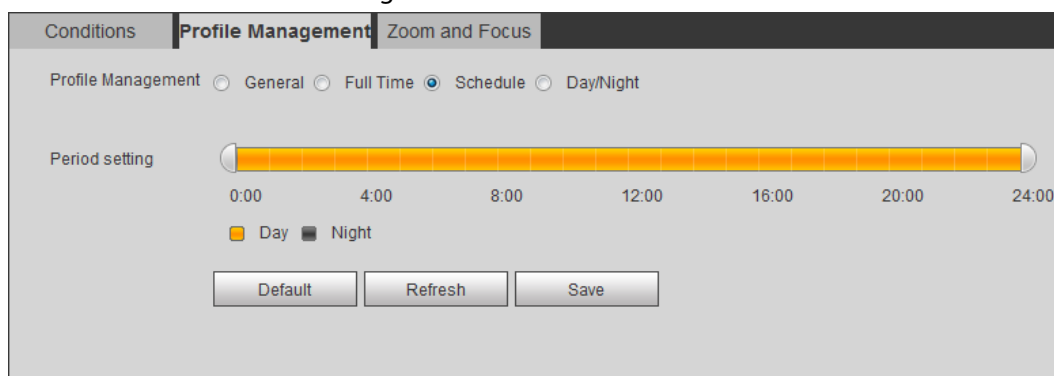 Conditions Profile Management Zoom and Focus
Profile Management General Full Time Schedule Day/Night
Period setting
0:00 4:00 8:00 12:00 16:00 20:00 24:00
Day Night
Default Refresh Save